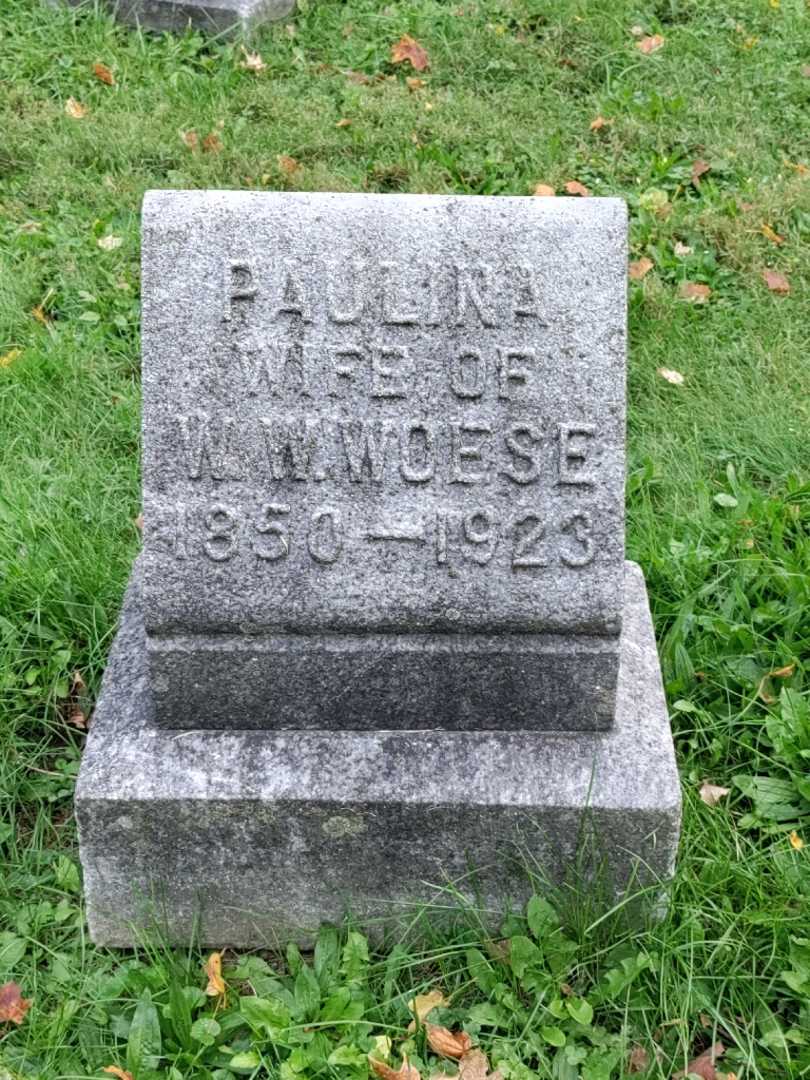 PAULINA
WIFE OF
W. W. WOESE
1850—1923